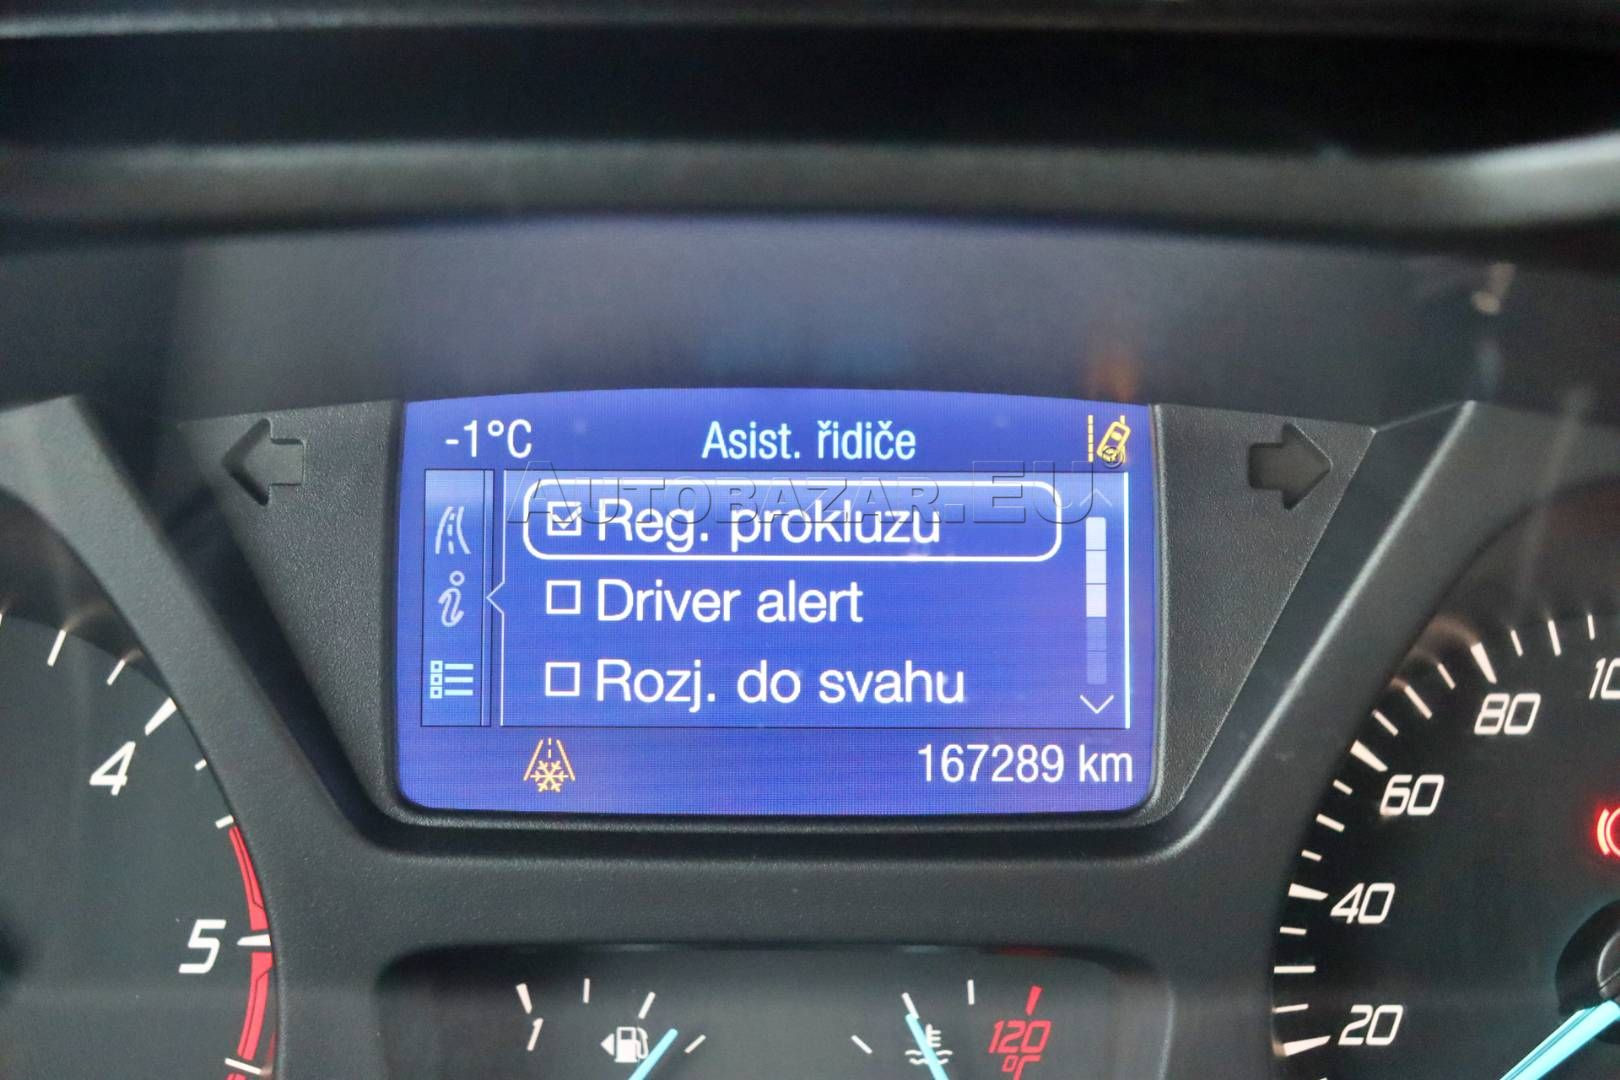 -1°C Asist. řidiče
AUTOBAZAR.EU
Reg. prokluzu
Driver alert
Rozj. do svahu
167289 km
4
5
1
120
°C
20
40
60
80